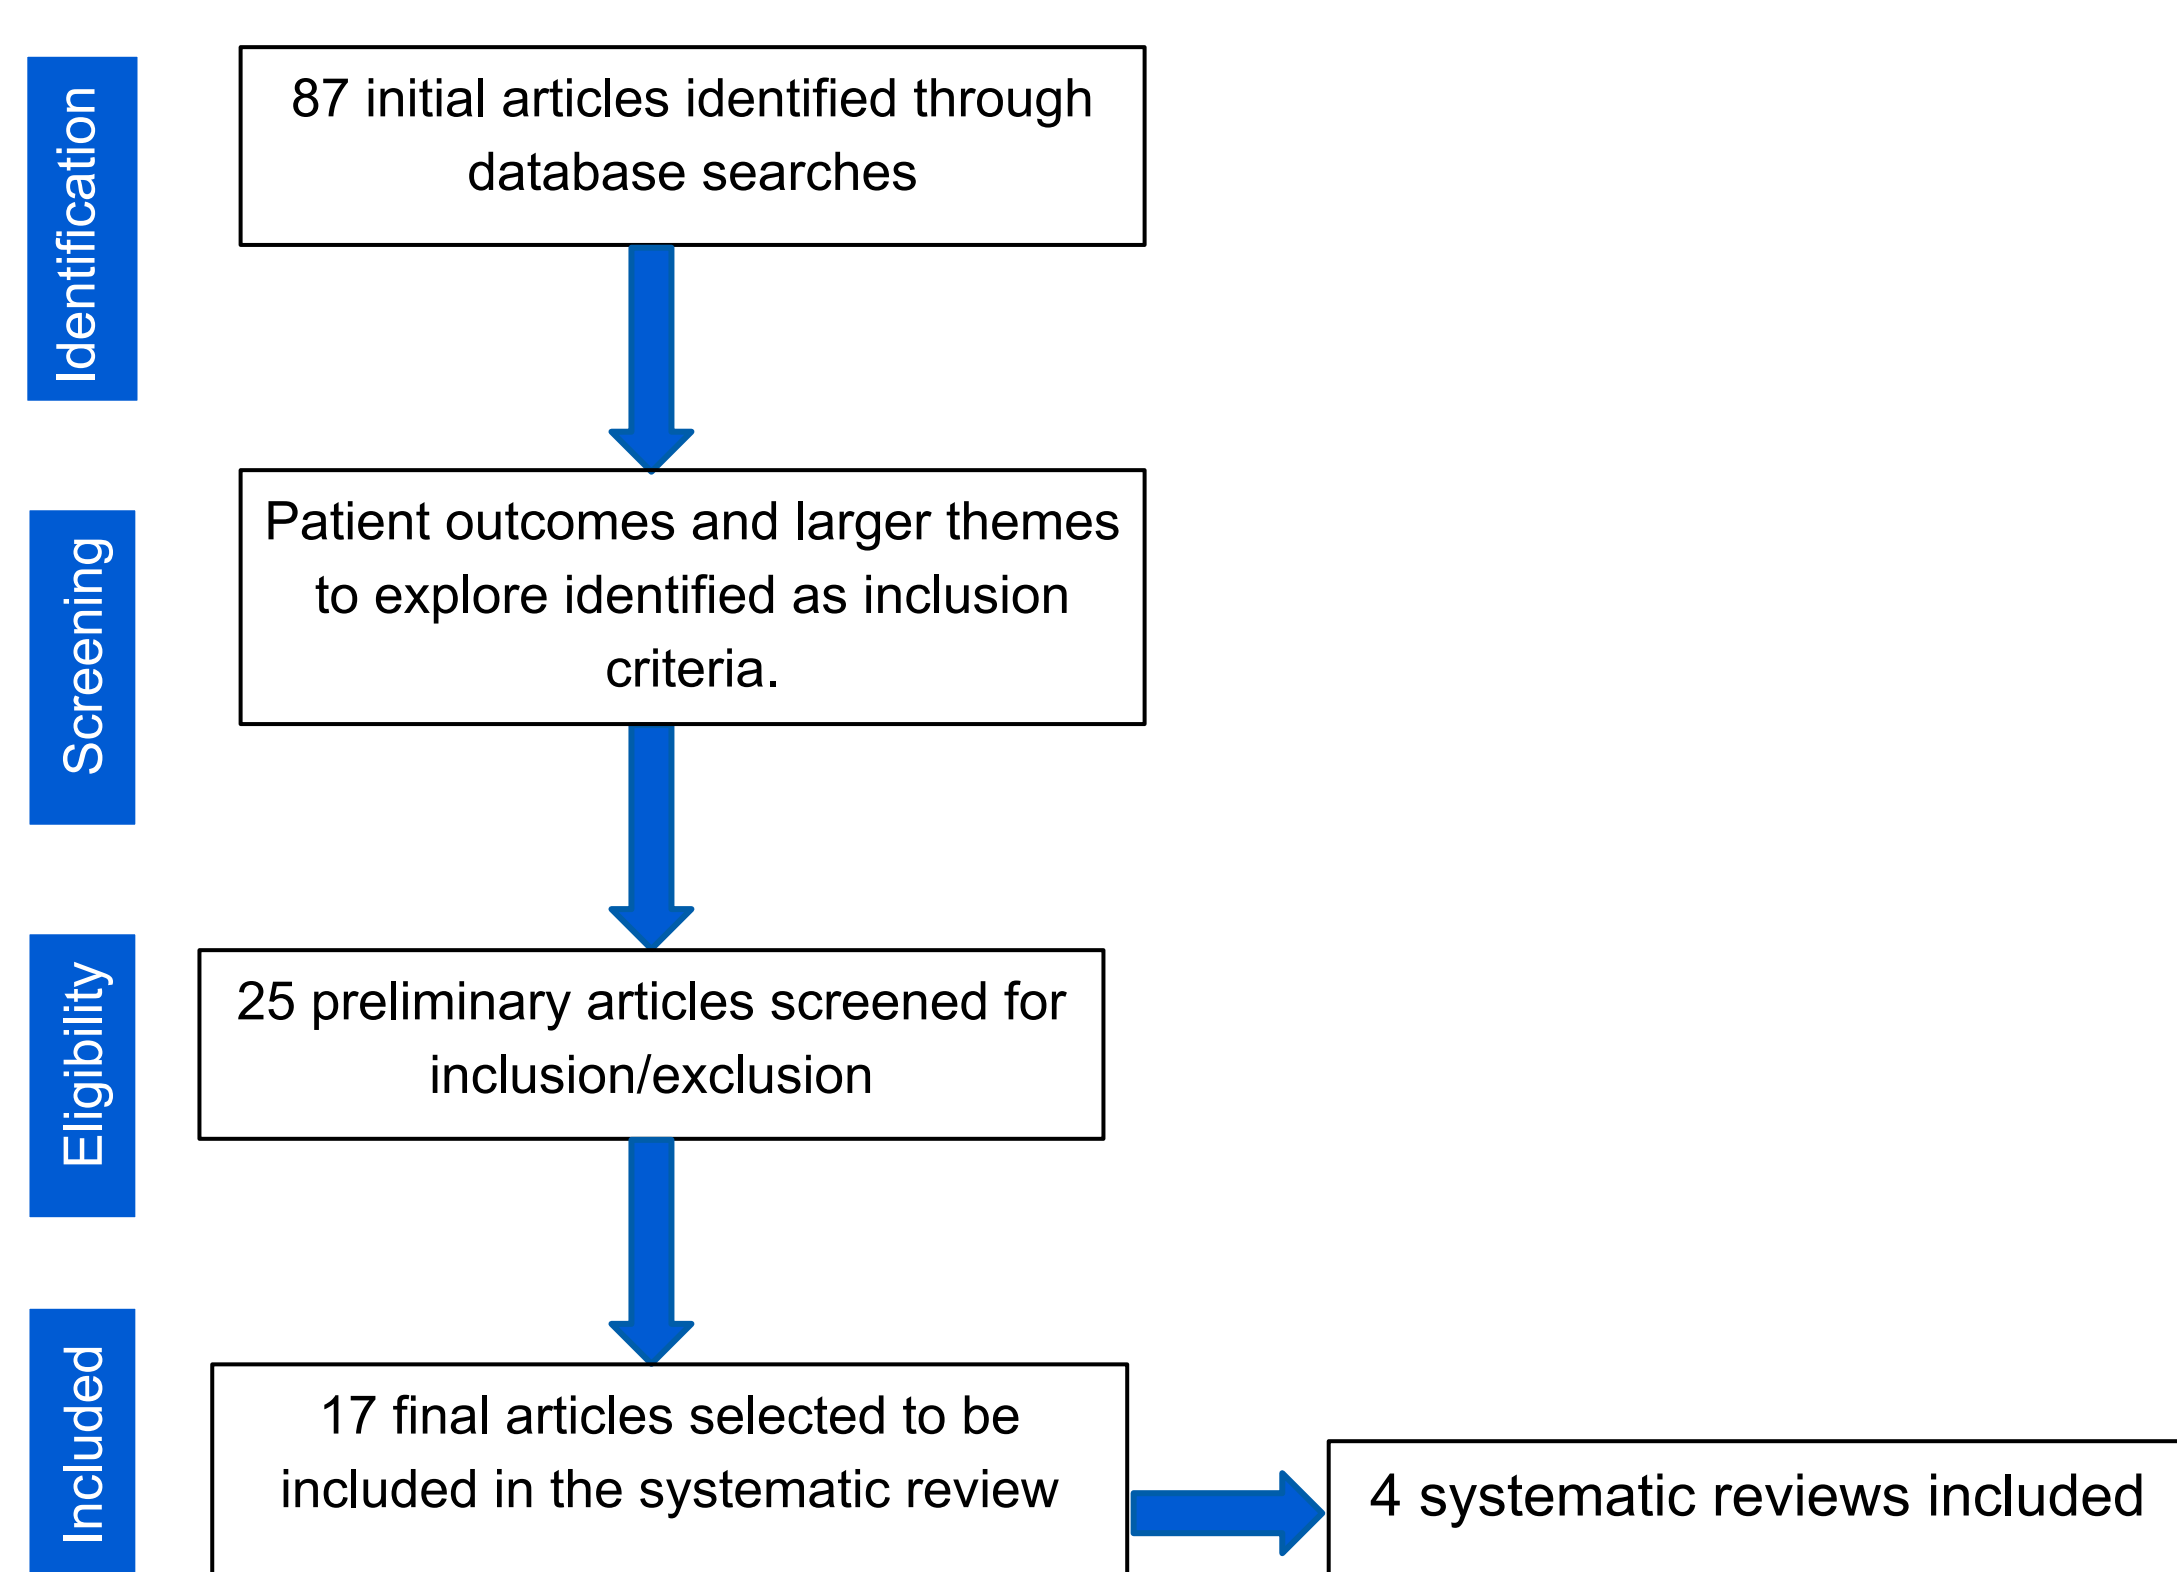 Identification
87 initial articles identified through
database searches
Screening
Patient outcomes and larger themes
to explore identified as inclusion
criteria.
Eligibility
25 preliminary articles screened for
inclusion/exclusion
Included
17 final articles selected to be
included in the systematic review
4 systematic reviews included